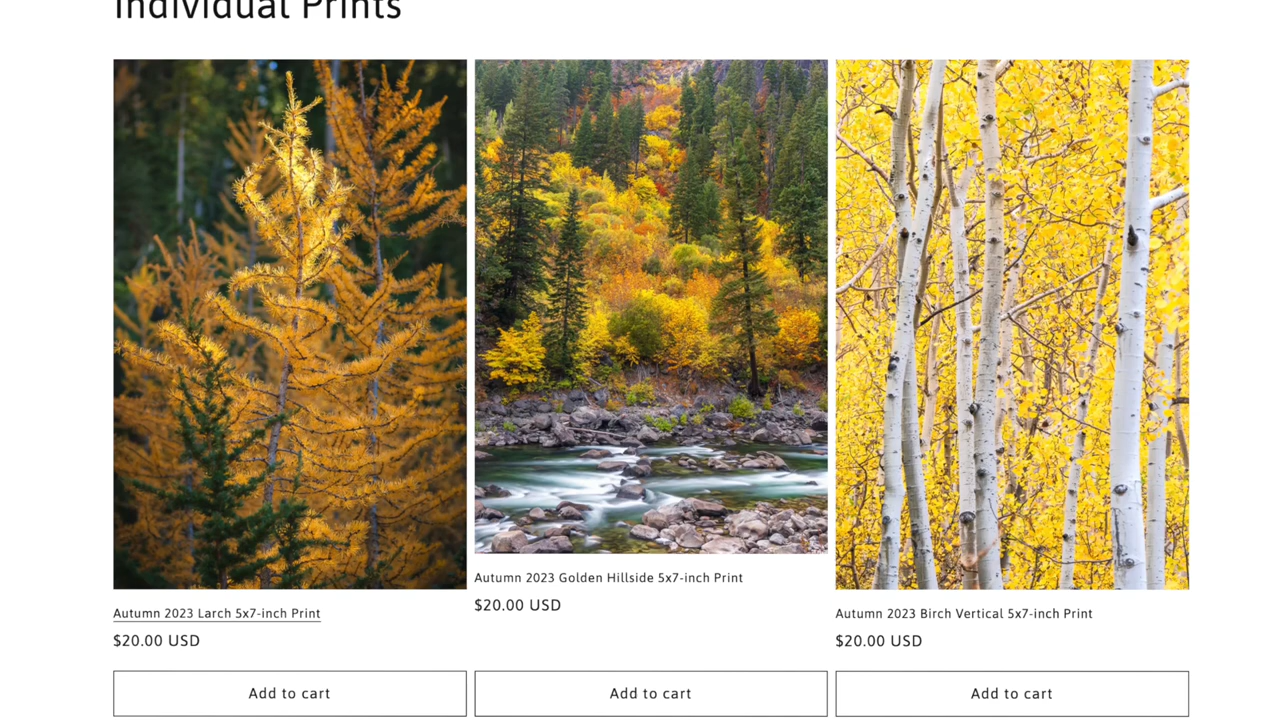 Individual Prints
Autumn 2023 Larch 5x7-inch Print
$20.00 USD
Add to cart
Autumn 2023 Golden Hillside 5x7-inch Print
$20.00 USD
Add to cart
Autumn 2023 Birch Vertical 5x7-inch Print
$20.00 USD
Add to cart